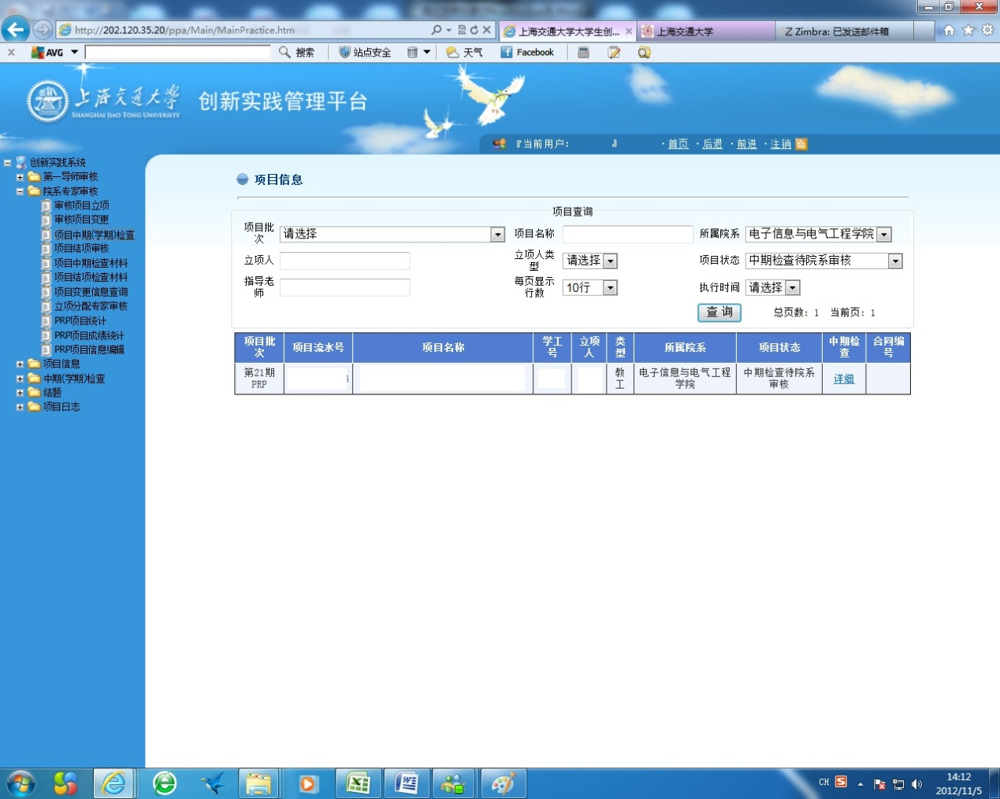 http://202.120.35.20/ppa/Main/MainPractice.htm
上海交通大学大学生创...
上海交通大学
Zimbra: 已发送邮件箱
AVG 搜索 站点安全 天气 Facebook
上海交通大学
SHANGHAI JIAO TONG UNIVERSITY
创新实践管理平台
『当前用户: 』 ·首页 ·后退 ·前进 ·注销
创新实践系统
第一导师审核
院系专家审核
审核项目立项
审核项目变更
项目中期(学期)检查
项目结项审核
项目中期检查材料
项目结项检查材料
项目变更信息查询
立项分配专家审核
PRP项目统计
PRP项目成绩统计
PRP项目信息编辑
项目信息
中期(学期)检查
结题
项目日志
项目信息
项目查询
项目批次 请选择 项目名称 所属院系 电子信息与电气工程学院
立项人 立项人类型 请选择 项目状态 中期检查待院系审核
指导老师 每页显示行数 10行 执行时间 请选择
查 询 总页数: 1 当前页: 1
项目批次 项目流水号 项目名称 学工号 立项人 类型 所属院系 项目状态 中期检查 合同编号
第21期PRP 教工 电子信息与电气工程学院 中期检查待院系审核 详细
CH
14:12
2012/11/5